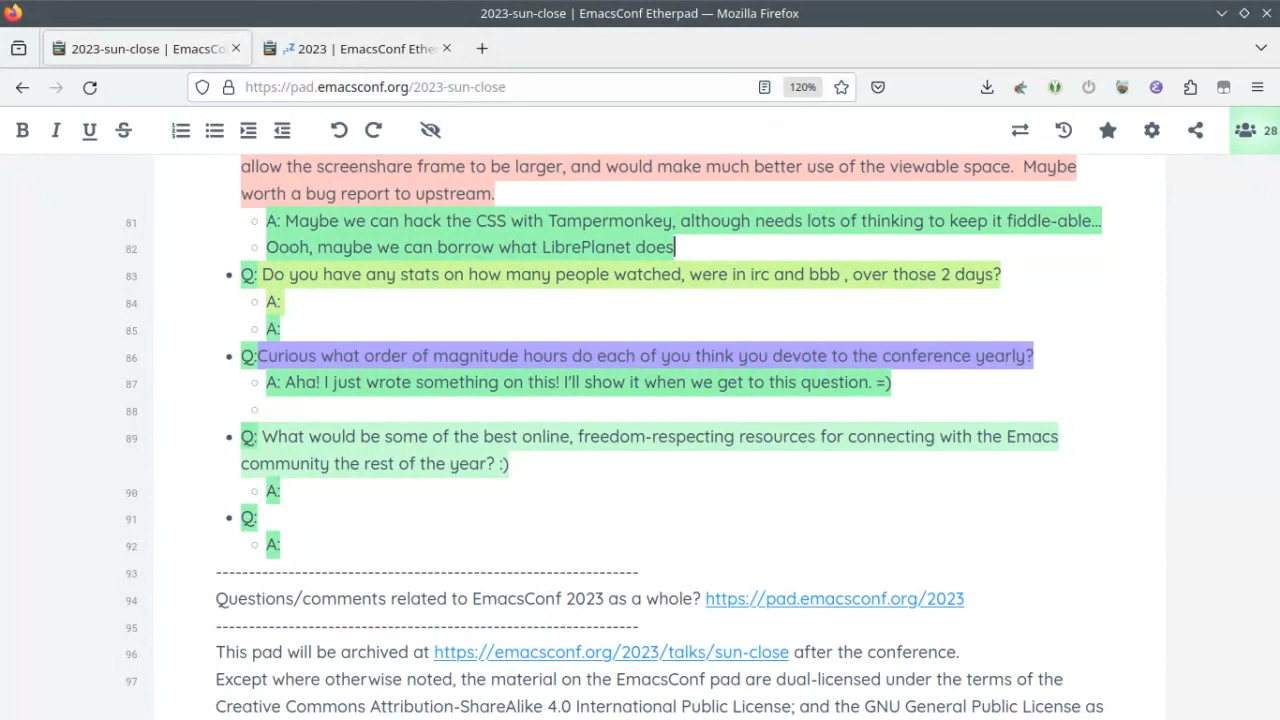 2023-sun-close | EmacsConf Etherpad — Mozilla Firefox
2023-sun-close | EmacsCo
💤 2023 | EmacsConf Ether
https://pad.emacsconf.org/2023-sun-close
120%
B I U S
28
allow the screenshare frame to be larger, and would make much better use of the viewable space. Maybe
worth a bug report to upstream.
81 A: Maybe we can hack the CSS with Tampermonkey, although needs lots of thinking to keep it fiddle-able...
82 Oooh, maybe we can borrow what LibrePlanet does
83 Q: Do you have any stats on how many people watched, were in irc and bbb , over those 2 days?
84 A:
85 A:
86 Q:Curious what order of magnitude hours do each of you think you devote to the conference yearly?
87 A: Aha! I just wrote something on this! I'll show it when we get to this question. =)
88
89 Q: What would be some of the best online, freedom-respecting resources for connecting with the Emacs
community the rest of the year? :)
90 A:
91 Q:
92 A:
93 ----------------------------------------------------------------
94 Questions/comments related to EmacsConf 2023 as a whole? https://pad.emacsconf.org/2023
95 ----------------------------------------------------------------
96 This pad will be archived at https://emacsconf.org/2023/talks/sun-close after the conference.
97 Except where otherwise noted, the material on the EmacsConf pad are dual-licensed under the terms of the
Creative Commons Attribution-ShareAlike 4.0 International Public License; and the GNU General Public License as